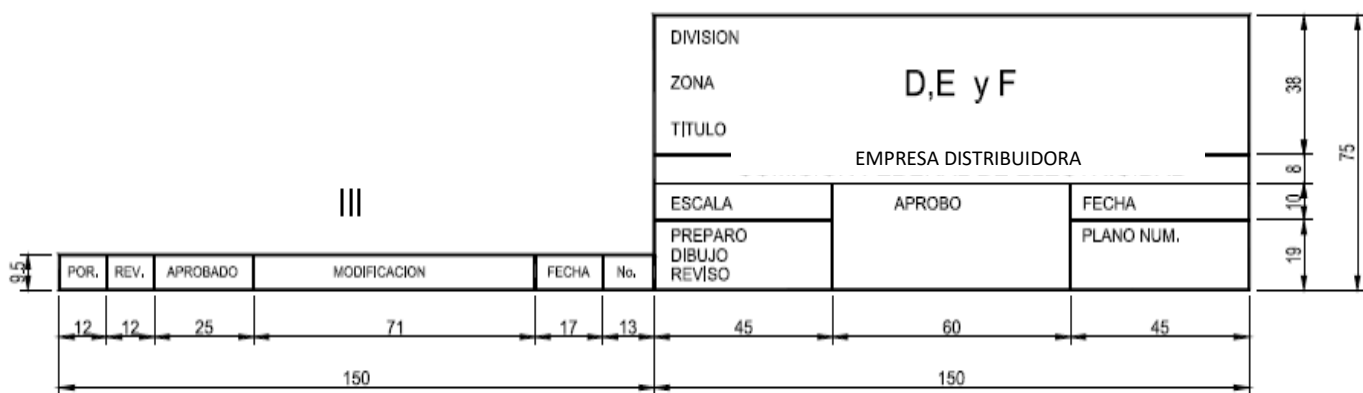 DIVISION
ZONA
D,E y F
TITULO
EMPRESA DISTRIBUIDORA
ESCALA APROBO FECHA
PREPARO PLANO NUM.
DIBUJO
REVISO
III
POR. REV. APROBADO MODIFICACION FECHA No.
12 12 25 71 17 13 45 60 45
150 150
9.5
38
8
10
19
75